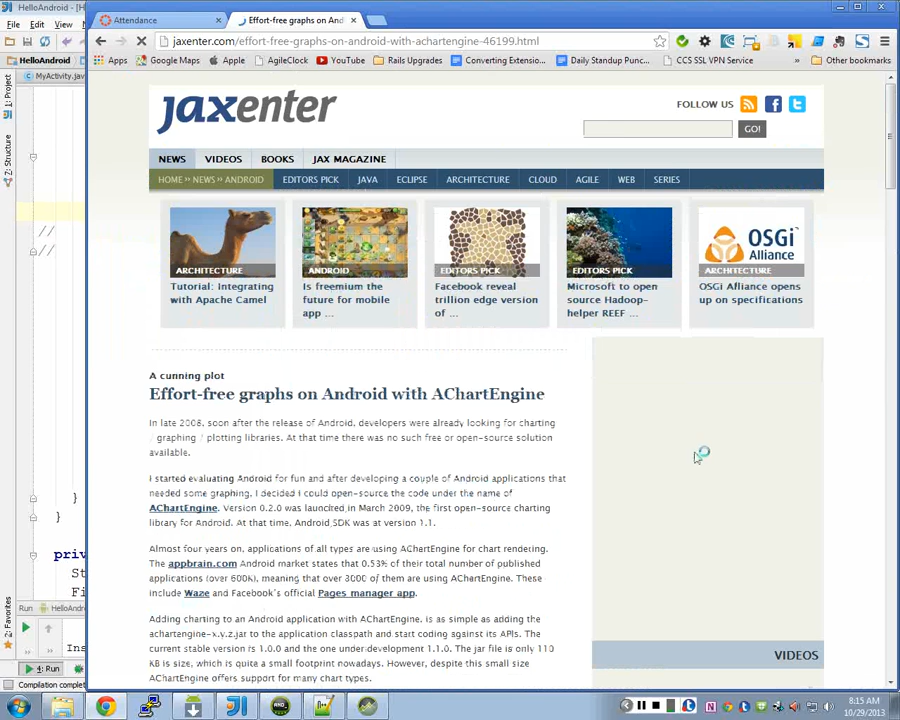 HelloAndroid - [H
File Edit View
HelloAndroid
MyActivity.jav
1: Project
7: Structure
//
//
}
}
priv
St
Fi
2: Favorites
Run HelloAndro
Ins
4: Run
Compilation comple
Attendance
Effort-free graphs on And
jaxenter.com/effort-free-graphs-on-android-with-achartengine-46199.html
Apps Google Maps Apple AgileClock YouTube Rails Upgrades Converting Extensio... Daily Standup Punc... CCS SSL VPN Service » Other bookmarks
jaxenter
FOLLOW US
GO!
NEWS VIDEOS BOOKS JAX MAGAZINE
HOME » NEWS » ANDROID EDITORS PICK JAVA ECLIPSE ARCHITECTURE CLOUD AGILE WEB SERIES
ARCHITECTURE
Tutorial: Integrating
with Apache Camel
ANDROID
Is freemium the
future for mobile
app ...
EDITORS PICK
Facebook reveal
trillion edge version
of ...
EDITORS PICK
Microsoft to open
source Hadoop-
helper REEF ...
OSGi
Alliance
ARCHITECTURE
OSGi Alliance opens
up on specifications
A cunning plot
Effort-free graphs on Android with AChartEngine
In late 2008, soon after the release of Android, developers were already looking for charting
/ graphing / plotting libraries. At that time there was no such free or open-source solution
available.
I started evaluating Android for fun and after developing a couple of Android applications that
needed some graphing, I decided I could open-source the code under the name of
AChartEngine. Version 0.2.0 was launched in March 2009, the first open-source charting
library for Android. At that time, Android SDK was at version 1.1.
Almost four years on, applications of all types are using AChartEngine for chart rendering.
The appbrain.com Android market states that 0.53% of their total number of published
applications (over 600k), meaning that over 3000 of them are using AChartEngine. These
include Waze and Facebook's official Pages manager app.
Adding charting to an Android application with AChartEngine, is as simple as adding the
achartengine-x.y.z.jar to the application classpath and start coding against its APIs. The
current stable version is 1.0.0 and the one under development 1.1.0. The jar file is only 110
KB is size, which is quite a small footprint nowadays. However, despite this small size
AChartEngine offers support for many chart types.
VIDEOS
8:15 AM
10/29/2013